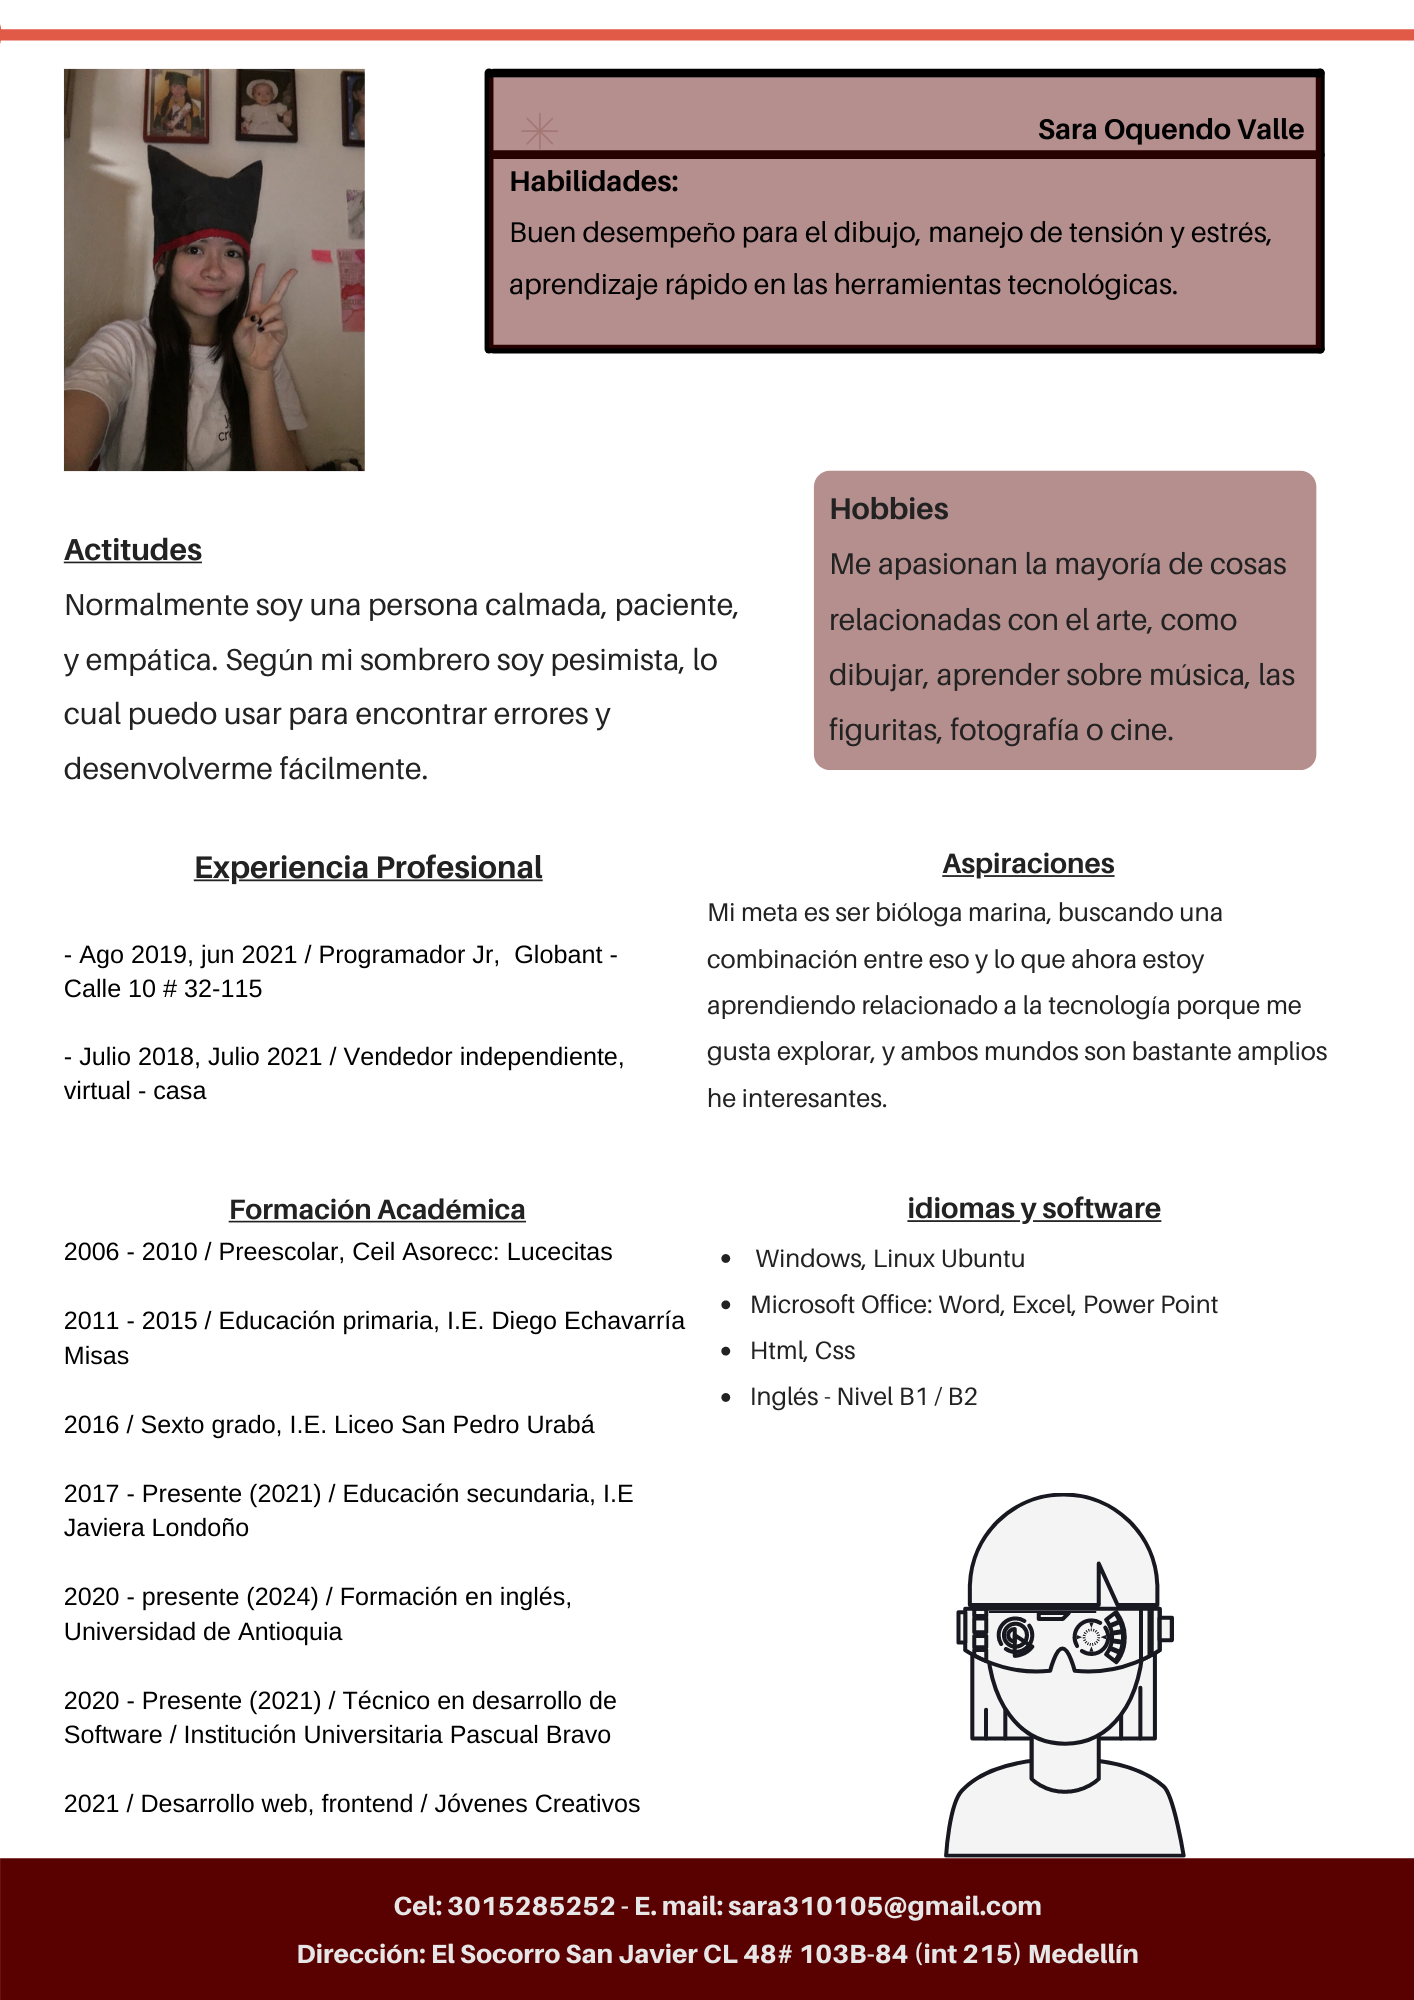 Sara Oquendo Valle
Habilidades:
Buen desempeño para el dibujo, manejo de tensión y estrés,
aprendizaje rápido en las herramientas tecnológicas.
Hobbies
Me apasionan la mayoría de cosas
relacionadas con el arte, como
dibujar, aprender sobre música, las
figuritas, fotografía o cine.
Actitudes
Normalmente soy una persona calmada, paciente,
y empática. Según mi sombrero soy pesimista, lo
cual puedo usar para encontrar errores y
desenvolverme fácilmente.
Experiencia Profesional
- Ago 2019, jun 2021 / Programador Jr,  Globant -
Calle 10 # 32-115
- Julio 2018, Julio 2021 / Vendedor independiente,
virtual - casa
Aspiraciones
Mi meta es ser bióloga marina, buscando una
combinación entre eso y lo que ahora estoy
aprendiendo relacionado a la tecnología porque me
gusta explorar, y ambos mundos son bastante amplios
he interesantes.
Formación Académica
2006 - 2010 / Preescolar, Ceil Asorecc: Lucecitas
2011 - 2015 / Educación primaria, I.E. Diego Echavarría
Misas
2016 / Sexto grado, I.E. Liceo San Pedro Urabá
2017 - Presente (2021) / Educación secundaria, I.E
Javiera Londoño
2020 - presente (2024) / Formación en inglés,
Universidad de Antioquia
2020 - Presente (2021) / Técnico en desarrollo de
Software / Institución Universitaria Pascual Bravo
2021 / Desarrollo web, frontend / Jóvenes Creativos
idiomas y software
• Windows, Linux Ubuntu
• Microsoft Office: Word, Excel, Power Point
• Html, Css
• Inglés - Nivel B1 / B2
Cel: 3015285252 - E. mail: sara310105@gmail.com
Dirección: El Socorro San Javier CL 48# 103B-84 (int 215) Medellín